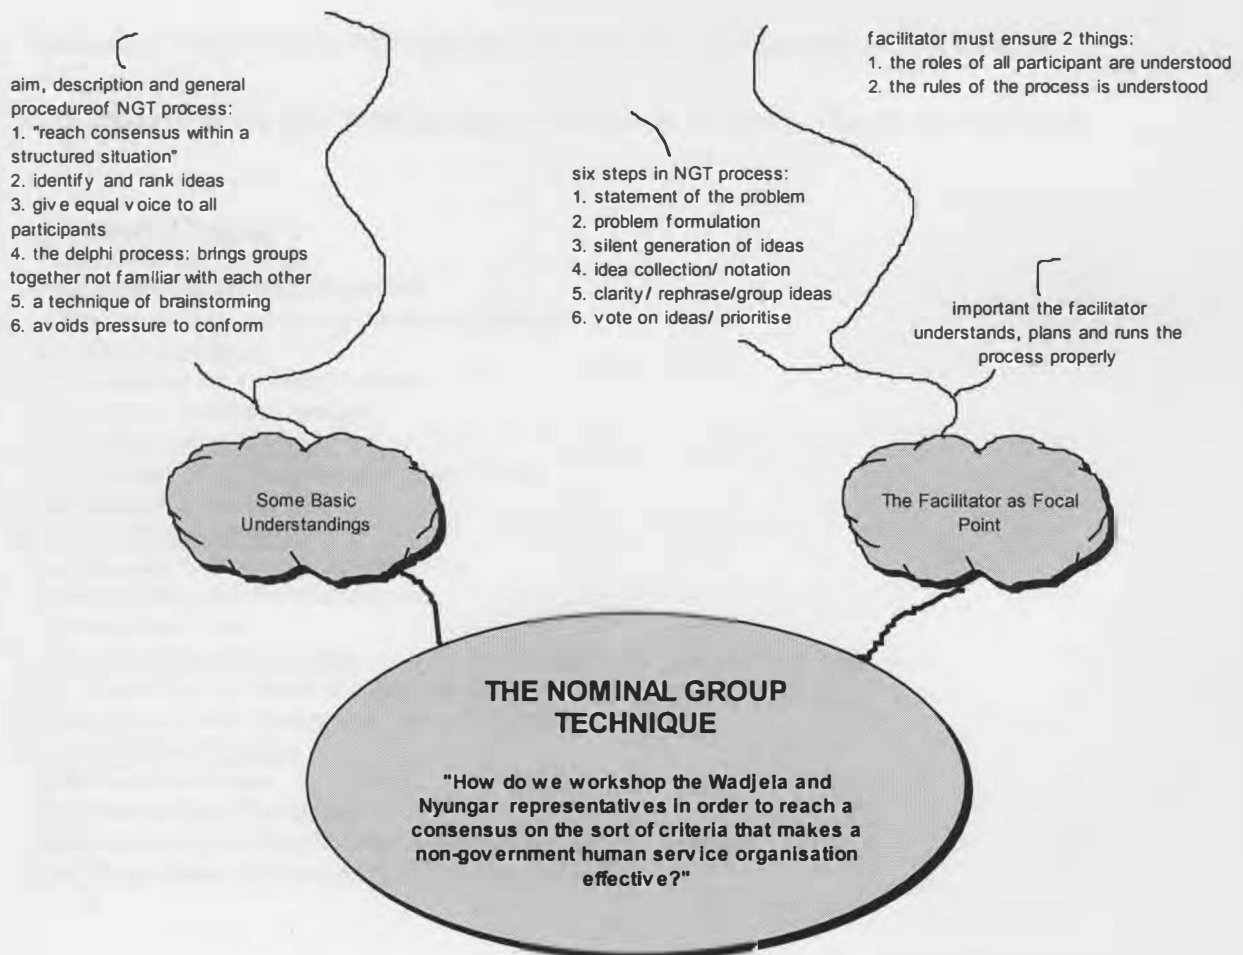 aim, description and general
procedureof NGT process:
1. "reach consensus within a
structured situation"
2. identify and rank ideas
3. give equal voice to all
participants
4. the delphi process: brings groups
together not familiar with each other
5. a technique of brainstorming
6. avoids pressure to conform
six steps in NGT process:
1. statement of the problem
2. problem formulation
3. silent generation of ideas
4. idea collection/ notation
5. clarity/ rephrase/group ideas
6. vote on ideas/ prioritise
facilitator must ensure 2 things:
1. the roles of all participant are understood
2. the rules of the process is understood
important the facilitator
understands, plans and runs the
process properly
Some Basic
Understandings
The Facilitator as Focal
Point
THE NOMINAL GROUP
TECHNIQUE
"How do we workshop the Wadjela and
Nyungar representatives in order to reach a
consensus on the sort of criteria that makes a
non-government human service organisation
effective?"